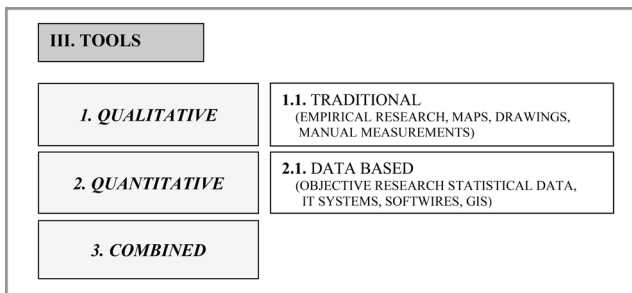 III. TOOLS
1. QUALITATIVE
1.1. TRADITIONAL
(EMPIRICAL RESEARCH, MAPS, DRAWINGS,
MANUAL MEASUREMENTS)
2. QUANTITATIVE
2.1. DATA BASED
(OBJECTIVE RESEARCH STATISTICAL DATA,
IT SYSTEMS, SOFTWIRES, GIS)
3. COMBINED